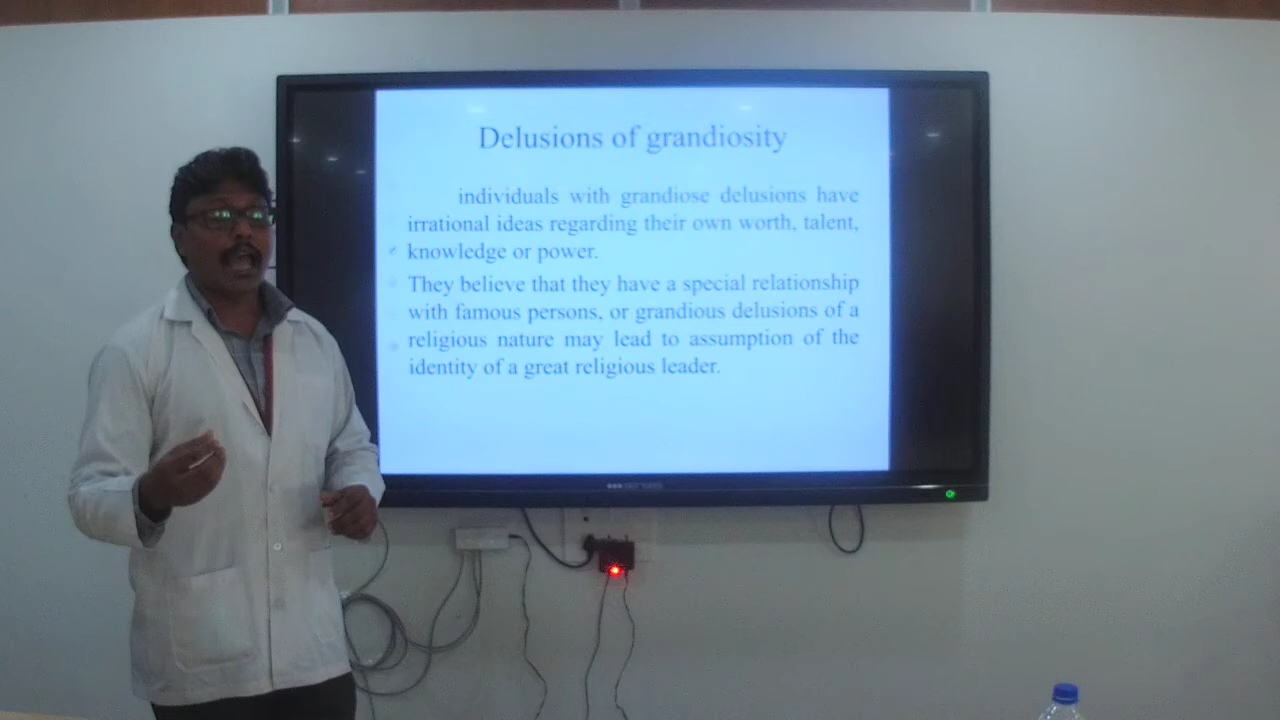 Delusions of grandiosity
individuals with grandiose delusions have
irrational ideas regarding their own worth, talent,
knowledge or power.
They believe that they have a special relationship
with famous persons, or grandious delusions of a
religious nature may lead to assumption of the
identity of a great religious leader.